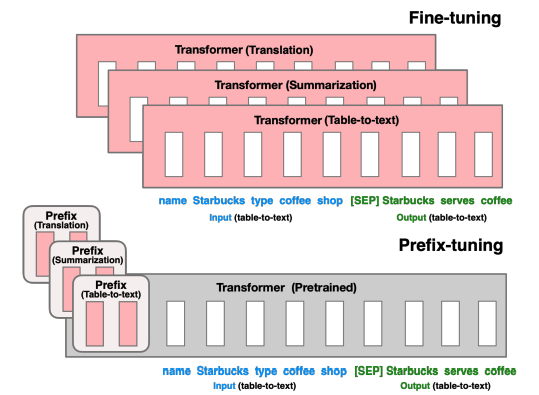 Fine-tuning
Transformer (Translation)
Transformer (Summarization)
Transformer (Table-to-text)
name Starbucks type coffee shop [SEP] Starbucks serves coffee
Input (table-to-text) Output (table-to-text)
Prefix-tuning
Prefix
(Translation)
Prefix
(Summarization)
Prefix
(Table-to-text)
Transformer (Pretrained)
name Starbucks type coffee shop [SEP] Starbucks serves coffee
Input (table-to-text) Output (table-to-text)